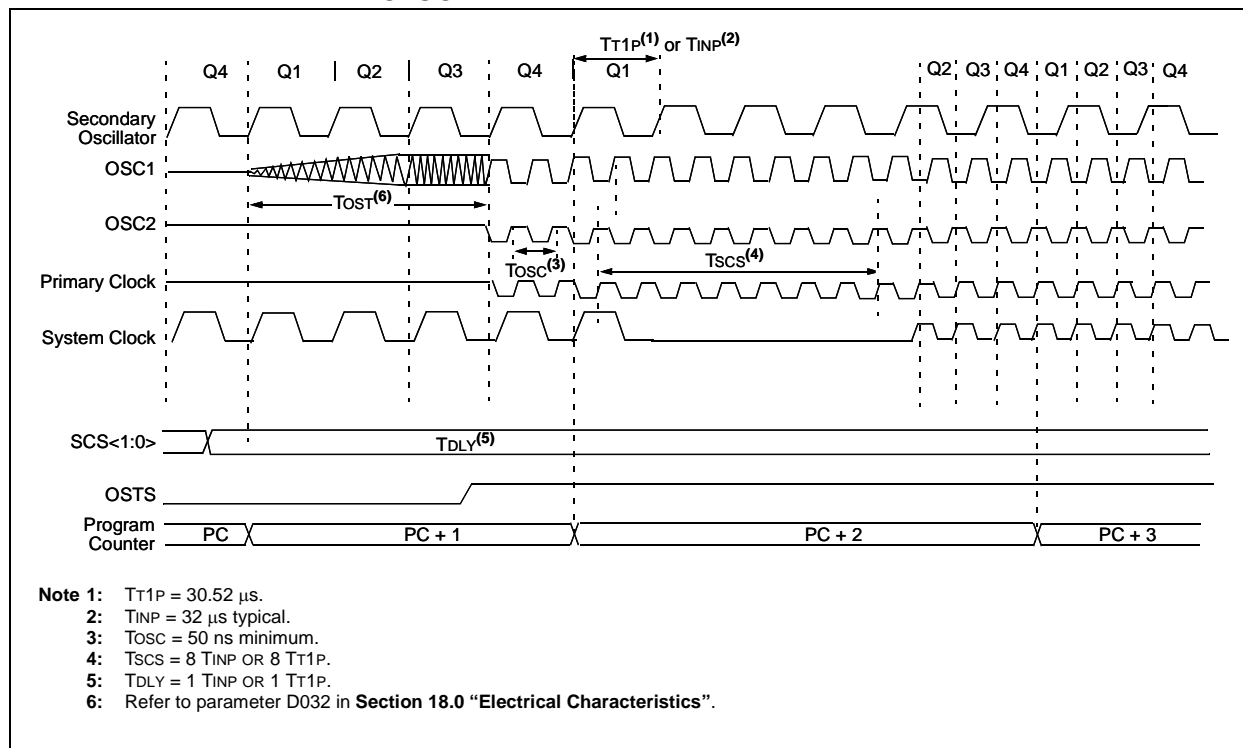 TT1P(1) or TINP(2)
Q4 Q1 Q2 Q3 Q4 Q1 Q2 Q3 Q4 Q1 Q2 Q3 Q4
Secondary
Oscillator
OSC1
TOST(6)
OSC2
TOSC(3)
TSCS(4)
Primary Clock
System Clock
SCS<1:0>
TDLY(5)
OSTS
Program
Counter
PC PC + 1 PC + 2 PC + 3
Note 1: TT1P = 30.52 μs.
2: TINP = 32 μs typical.
3: TOSC = 50 ns minimum.
4: TSCS = 8 TINP OR 8 TT1P.
5: TDLY = 1 TINP OR 1 TT1P.
6: Refer to parameter D032 in Section 18.0 “Electrical Characteristics”.